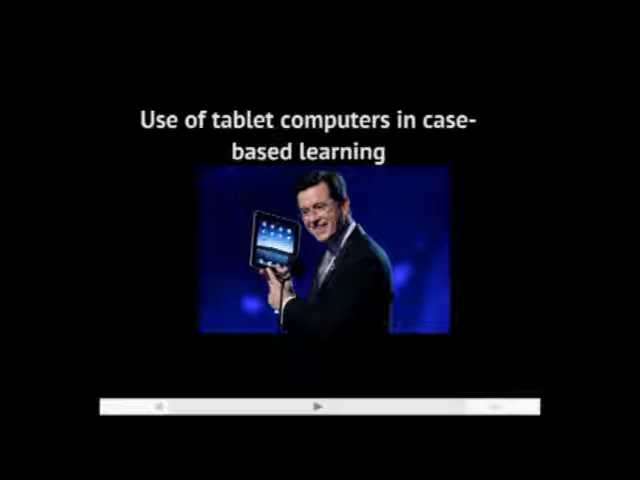 Use of tablet computers in case-
based learning